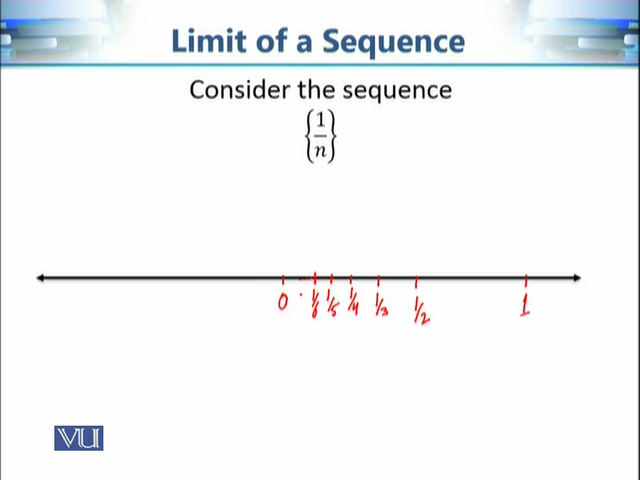 Limit of a Sequence
Consider the sequence
{1/n}
0 . 1/6 1/5 1/4 1/3 1/2 1
VU